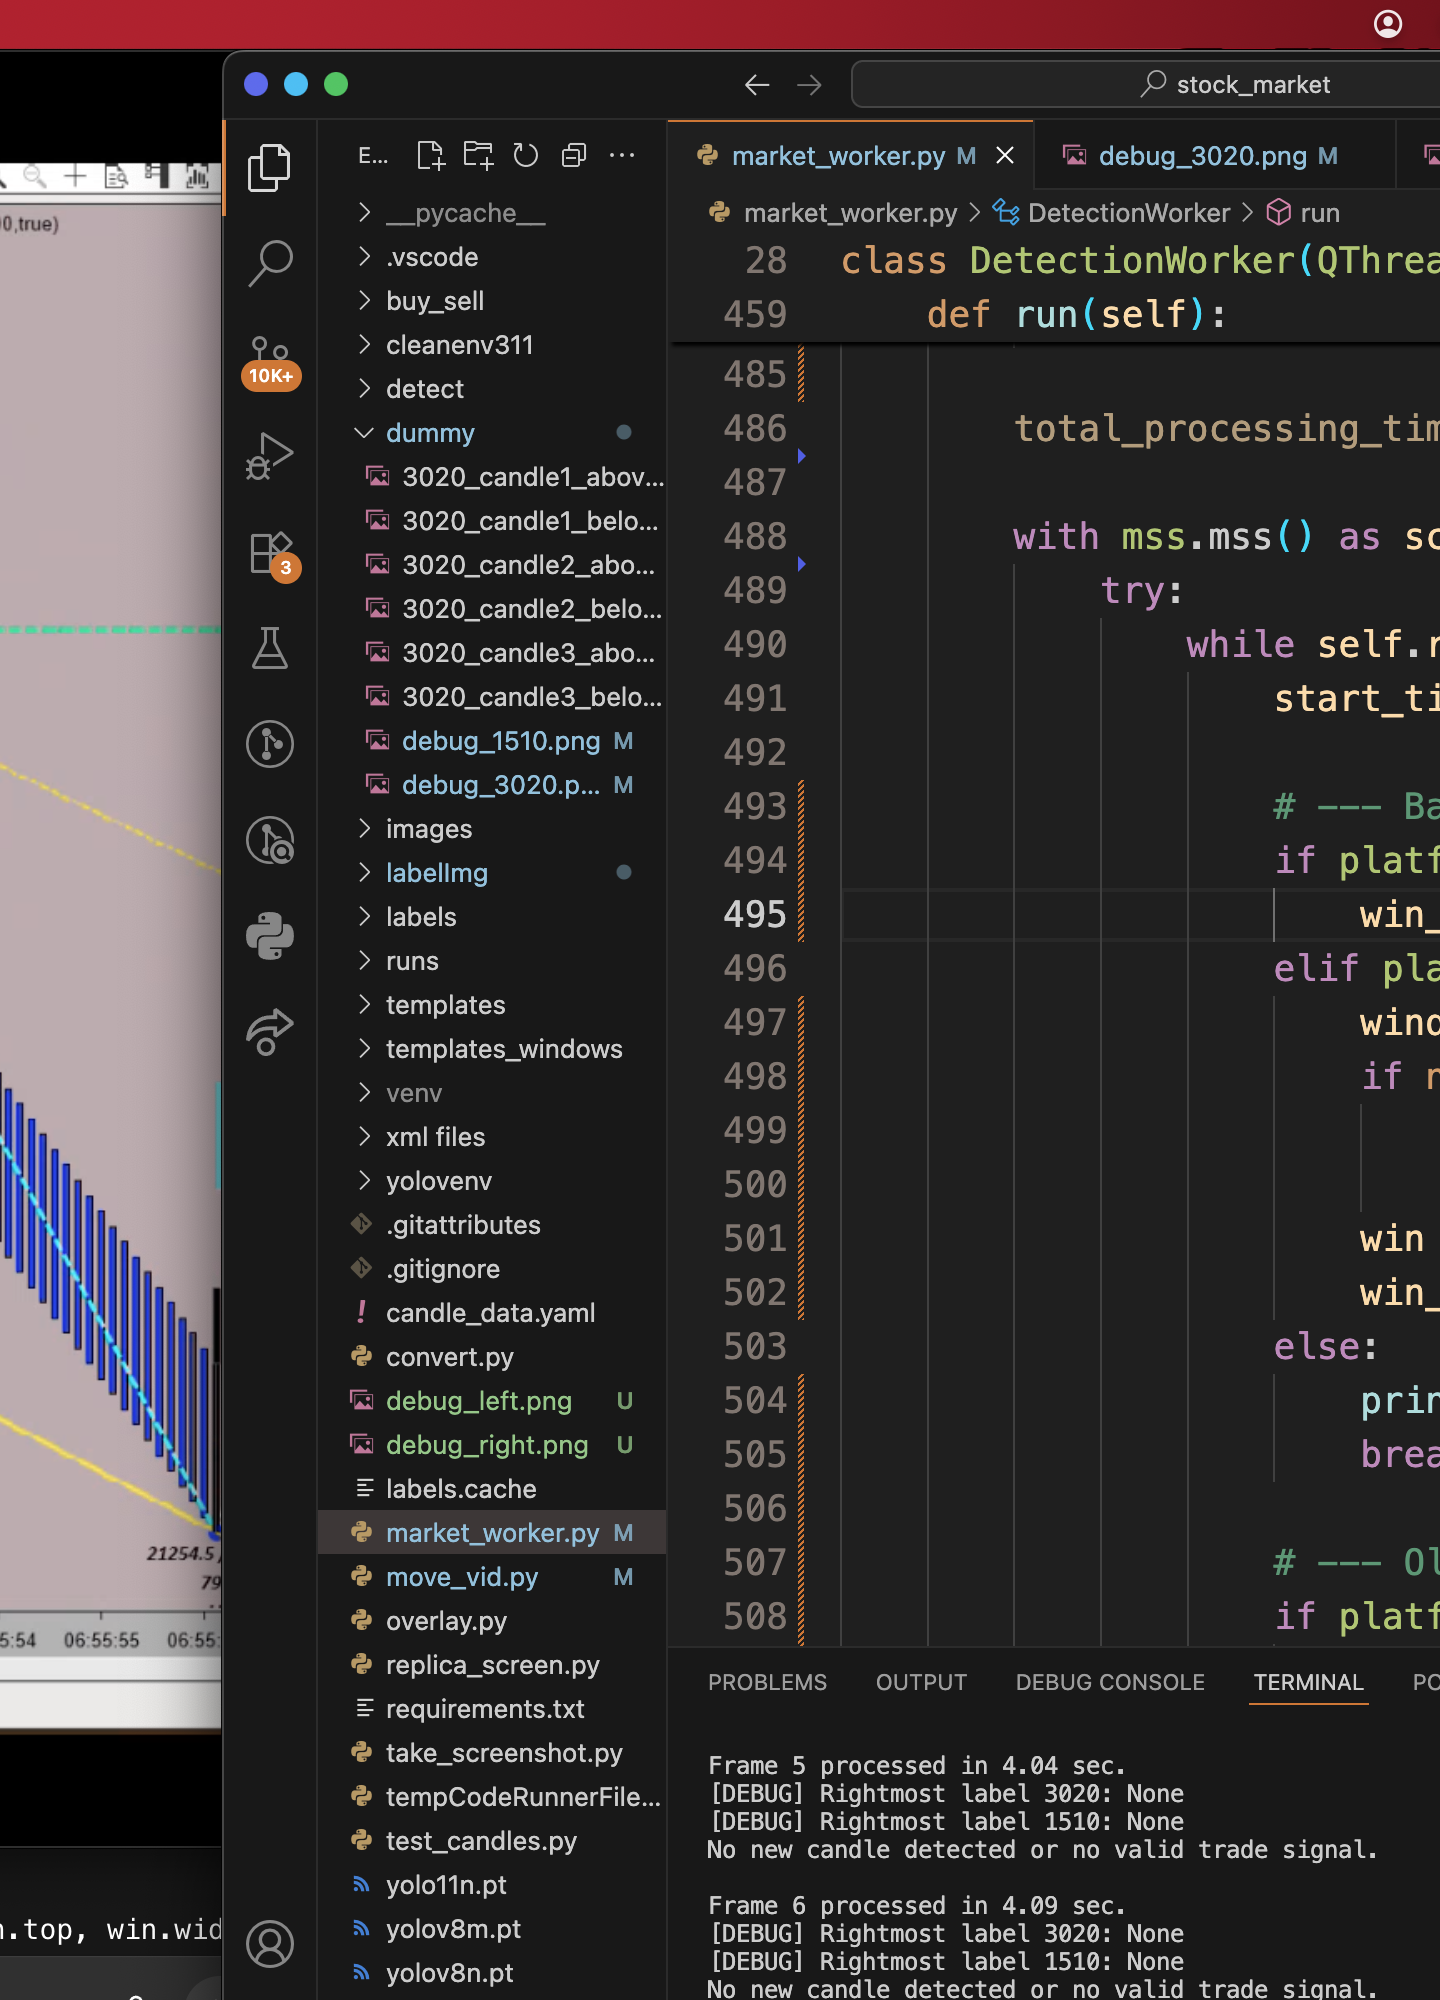 stock_market
E...
market_worker.py M
debug_3020.png M
market_worker.py > DetectionWorker > run
0,true)
__pycache__
.vscode
buy_sell
cleanenv311
detect
dummy
3020_candle1_abov...
3020_candle1_belo...
3020_candle2_abo...
3020_candle2_belo...
3020_candle3_abo...
3020_candle3_belo...
debug_1510.png M
debug_3020.p... M
images
labelImg
labels
runs
templates
templates_windows
venv
xml files
yolovenv
.gitattributes
.gitignore
candle_data.yaml
convert.py
debug_left.png U
debug_right.png U
labels.cache
market_worker.py M
move_vid.py M
overlay.py
replica_screen.py
requirements.txt
take_screenshot.py
tempCodeRunnerFile...
test_candles.py
yolo11n.pt
yolov8m.pt
yolov8n.pt
10K+
3
28 class DetectionWorker(QThrea
459 def run(self):
485
486 total_processing_tim
487
488 with mss.mss() as sc
489 try:
490 while self.r
491 start_ti
492
493 # --- Ba
494 if platf
495 win_
496 elif pla
497 wind
498 if n
499
500
501 win
502 win_
503 else:
504 prin
505 brea
506
507 # --- Ol
508 if platf
PROBLEMS OUTPUT DEBUG CONSOLE TERMINAL PO
Frame 5 processed in 4.04 sec.
[DEBUG] Rightmost label 3020: None
[DEBUG] Rightmost label 1510: None
No new candle detected or no valid trade signal.
Frame 6 processed in 4.09 sec.
[DEBUG] Rightmost label 3020: None
[DEBUG] Rightmost label 1510: None
No new candle detected or no valid trade signal.
21254.5
79
5:54 06:55:55 06:55:
n.top, win.wid